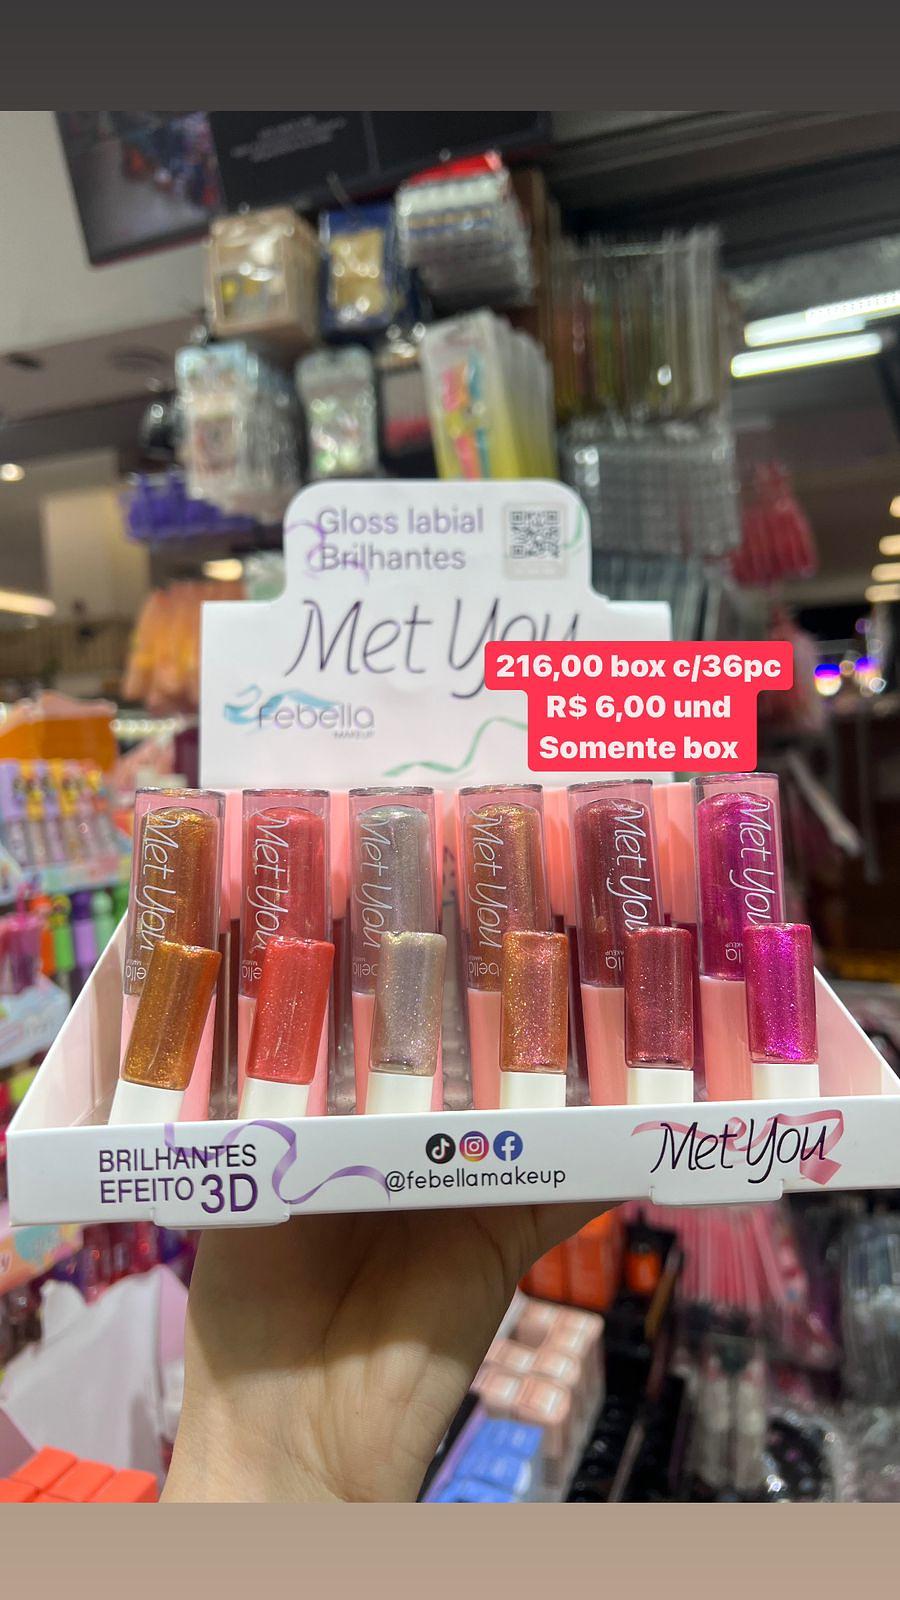 Gloss labial
Brilhantes
Met You
216,00 box c/36pc
R$ 6,00 und
Somente box
Febella
MAKEUP
Met You
Met You
Met You
Met You
Met You
Met You
BRILHANTES
EFEITO 3D
@febellamakeup
Met You